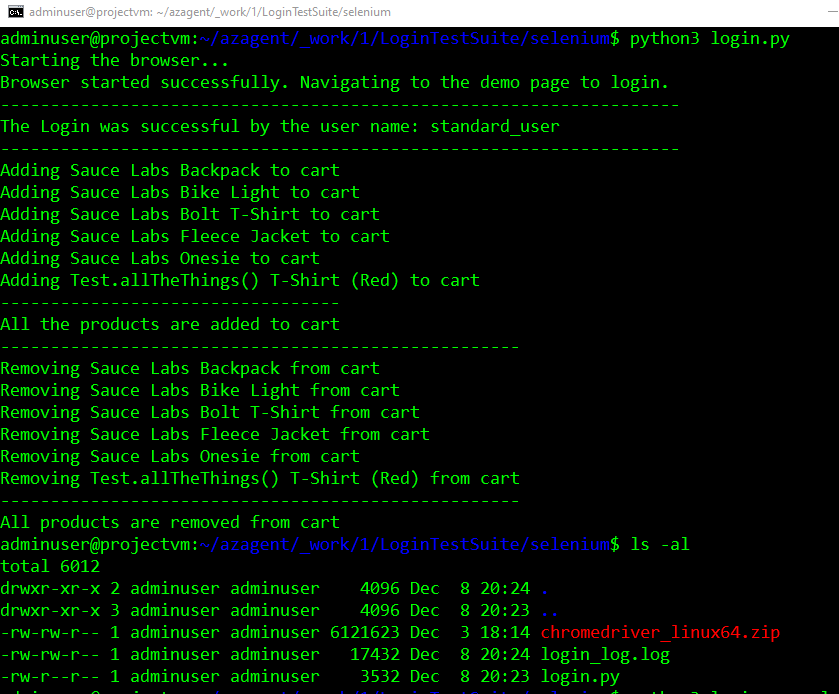 adminuser@projectvm: ~/azagent/_work/1/LoginTestSuite/selenium
adminuser@projectvm:~/azagent/_work/1/LoginTestSuite/selenium$ python3 login.py
Starting the browser...
Browser started successfully. Navigating to the demo page to login.
--------------------------------------------------------------------
The Login was successful by the user name: standard_user
--------------------------------------------------------------------
Adding Sauce Labs Backpack to cart
Adding Sauce Labs Bike Light to cart
Adding Sauce Labs Bolt T-Shirt to cart
Adding Sauce Labs Fleece Jacket to cart
Adding Sauce Labs Onesie to cart
Adding Test.allTheThings() T-Shirt (Red) to cart
----------------------------------
All the products are added to cart
----------------------------------------------------
Removing Sauce Labs Backpack from cart
Removing Sauce Labs Bike Light from cart
Removing Sauce Labs Bolt T-Shirt from cart
Removing Sauce Labs Fleece Jacket from cart
Removing Sauce Labs Onesie from cart
Removing Test.allTheThings() T-Shirt (Red) from cart
----------------------------------------------------
All products are removed from cart
adminuser@projectvm:~/azagent/_work/1/LoginTestSuite/selenium$ ls -al
total 6012
drwxr-xr-x 2 adminuser adminuser    4096 Dec  8 20:24 .
drwxr-xr-x 3 adminuser adminuser    4096 Dec  8 20:23 ..
-rw-rw-r-- 1 adminuser adminuser 6121623 Dec  3 18:14 chromedriver_linux64.zip
-rw-rw-r-- 1 adminuser adminuser   17432 Dec  8 20:24 login_log.log
-rw-r--r-- 1 adminuser adminuser    3532 Dec  8 20:23 login.py